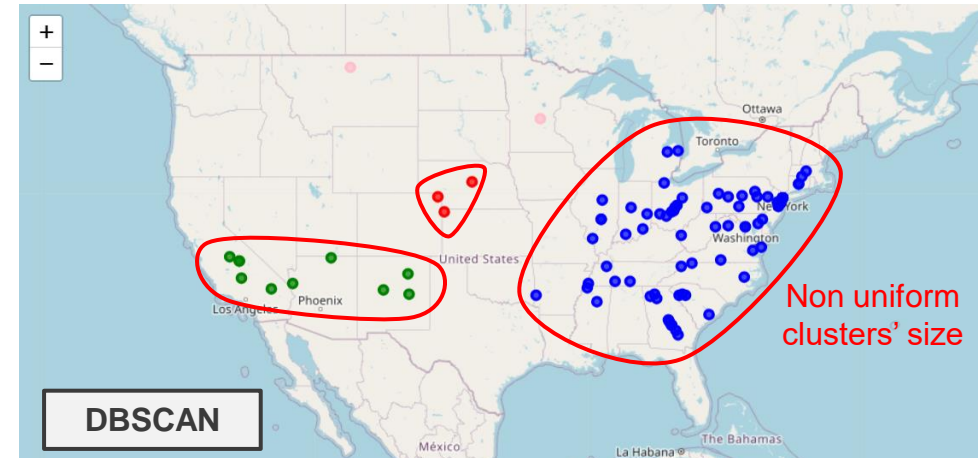 +
−
Ottawa
Toronto
New York
Washington
United States
Los Angeles
Phoenix
Non uniform
clusters’ size
DBSCAN
México
La Habana
The Bahamas